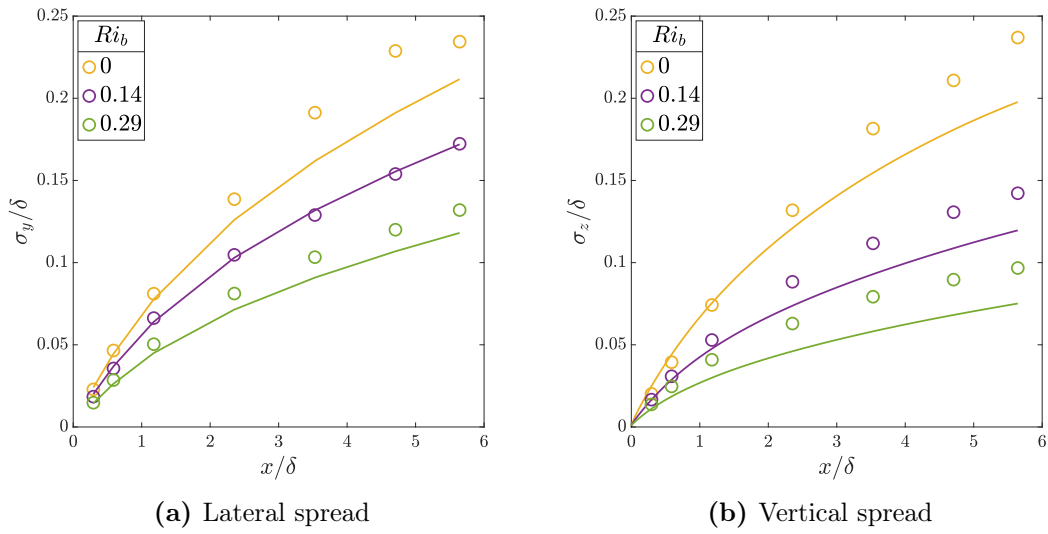 Ri_b
0
0.14
0.29
0.25
0.2
0.15
0.1
0.05
0
σ_y/δ
0 1 2 3 4 5 6
x/δ
(a) Lateral spread
Ri_b
0
0.14
0.29
0.25
0.2
0.15
0.1
0.05
0
σ_z/δ
0 1 2 3 4 5 6
x/δ
(b) Vertical spread